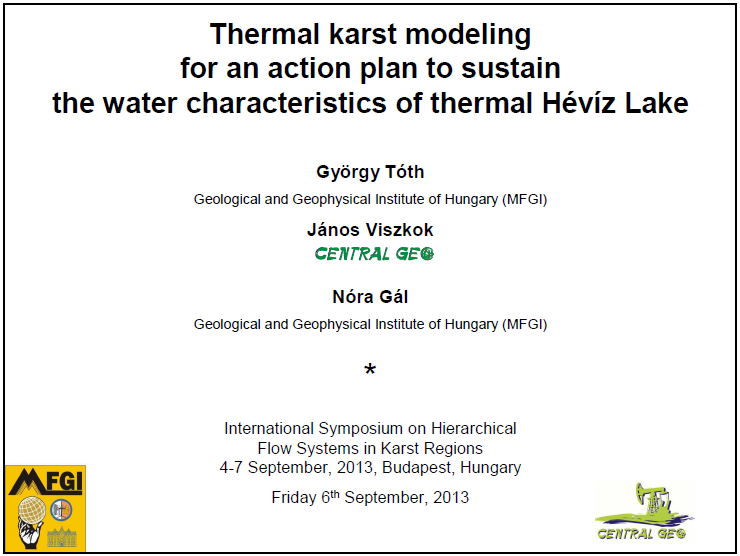 Thermal karst modeling
for an action plan to sustain
the water characteristics of thermal Hévíz Lake
György Tóth
Geological and Geophysical Institute of Hungary (MFGI)
János Viszkok
CENTRAL GEO
Nóra Gál
Geological and Geophysical Institute of Hungary (MFGI)
*
International Symposium on Hierarchical
Flow Systems in Karst Regions
4-7 September, 2013, Budapest, Hungary
Friday 6th September, 2013
MFGI
CENTRAL GEO